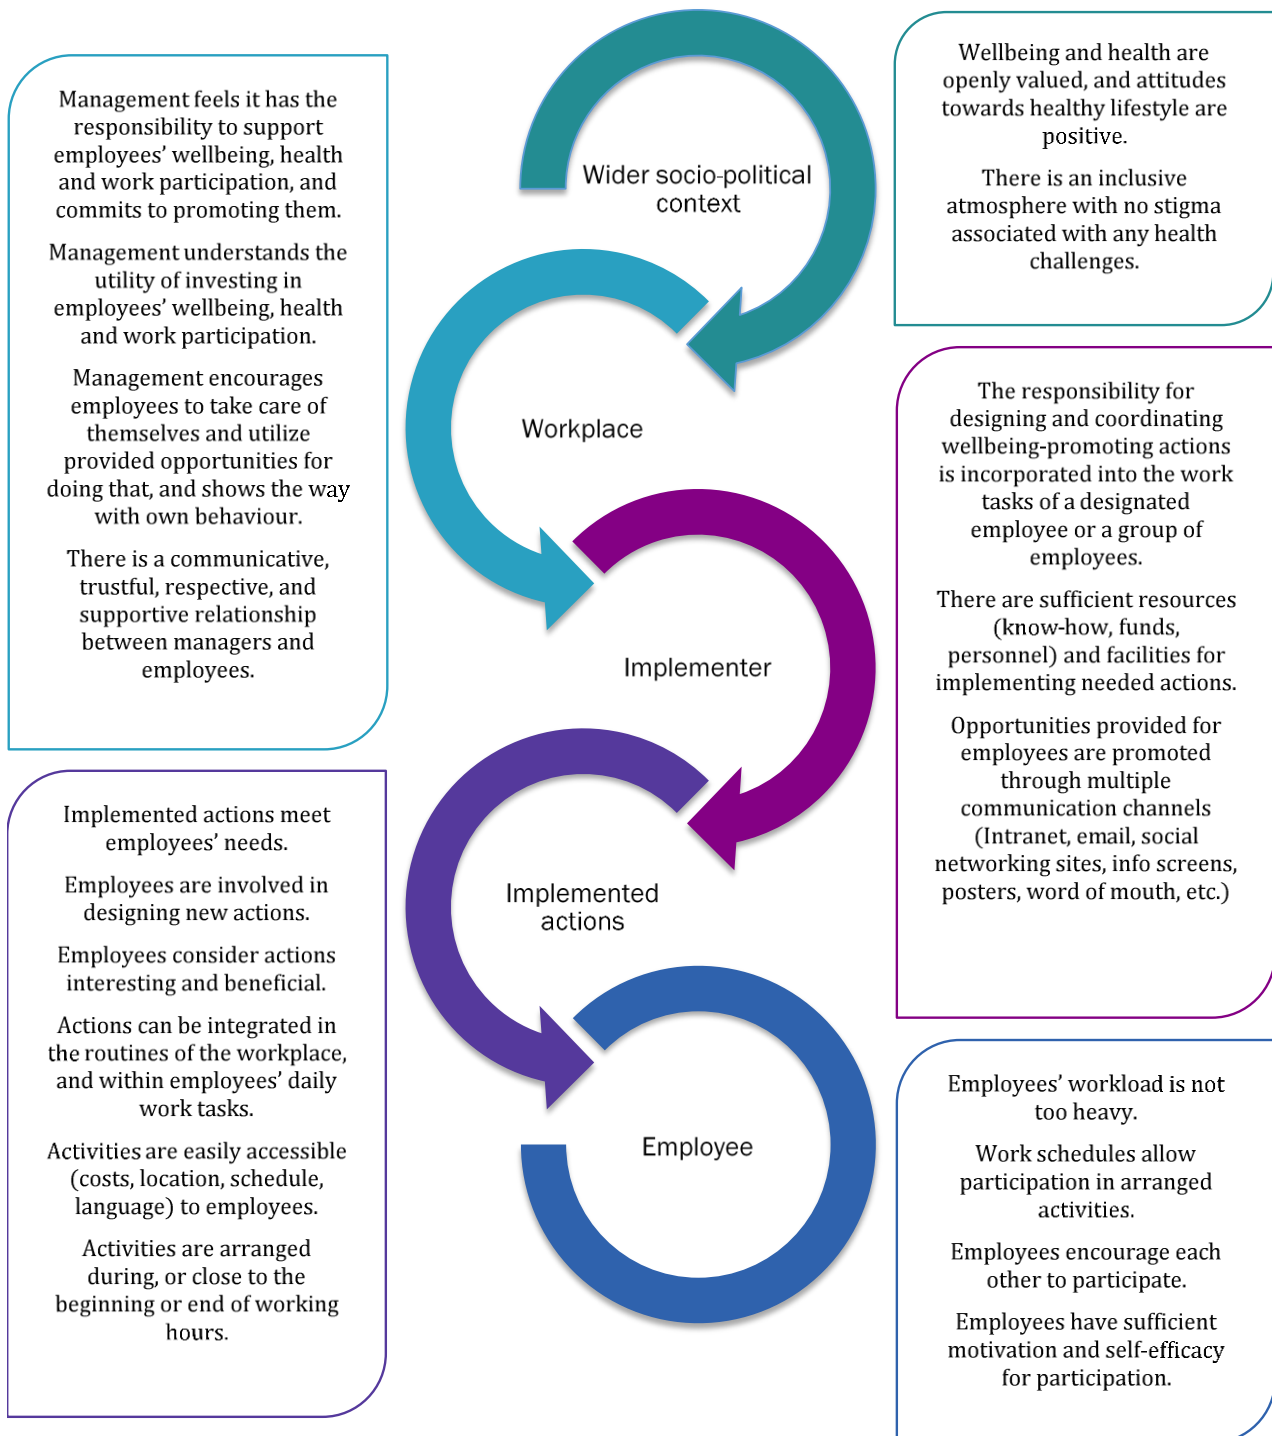 Wider socio-political
context
Wellbeing and health are
openly valued, and attitudes
towards healthy lifestyle are
positive.
There is an inclusive
atmosphere with no stigma
associated with any health
challenges.
Workplace
Management feels it has the
responsibility to support
employees’ wellbeing, health
and work participation, and
commits to promoting them.
Management understands the
utility of investing in
employees’ wellbeing, health
and work participation.
Management encourages
employees to take care of
themselves and utilize
provided opportunities for
doing that, and shows the way
with own behaviour.
There is a communicative,
trustful, respective, and
supportive relationship
between managers and
employees.
Implementer
The responsibility for
designing and coordinating
wellbeing-promoting actions
is incorporated into the work
tasks of a designated
employee or a group of
employees.
There are sufficient resources
(know-how, funds,
personnel) and facilities for
implementing needed actions.
Opportunities provided for
employees are promoted
through multiple
communication channels
(Intranet, email, social
networking sites, info screens,
posters, word of mouth, etc.)
Implemented
actions
Implemented actions meet
employees’ needs.
Employees are involved in
designing new actions.
Employees consider actions
interesting and beneficial.
Actions can be integrated in
the routines of the workplace,
and within employees’ daily
work tasks.
Activities are easily accessible
(costs, location, schedule,
language) to employees.
Activities are arranged
during, or close to the
beginning or end of working
hours.
Employee
Employees’ workload is not
too heavy.
Work schedules allow
participation in arranged
activities.
Employees encourage each
other to participate.
Employees have sufficient
motivation and self-efficacy
for participation.